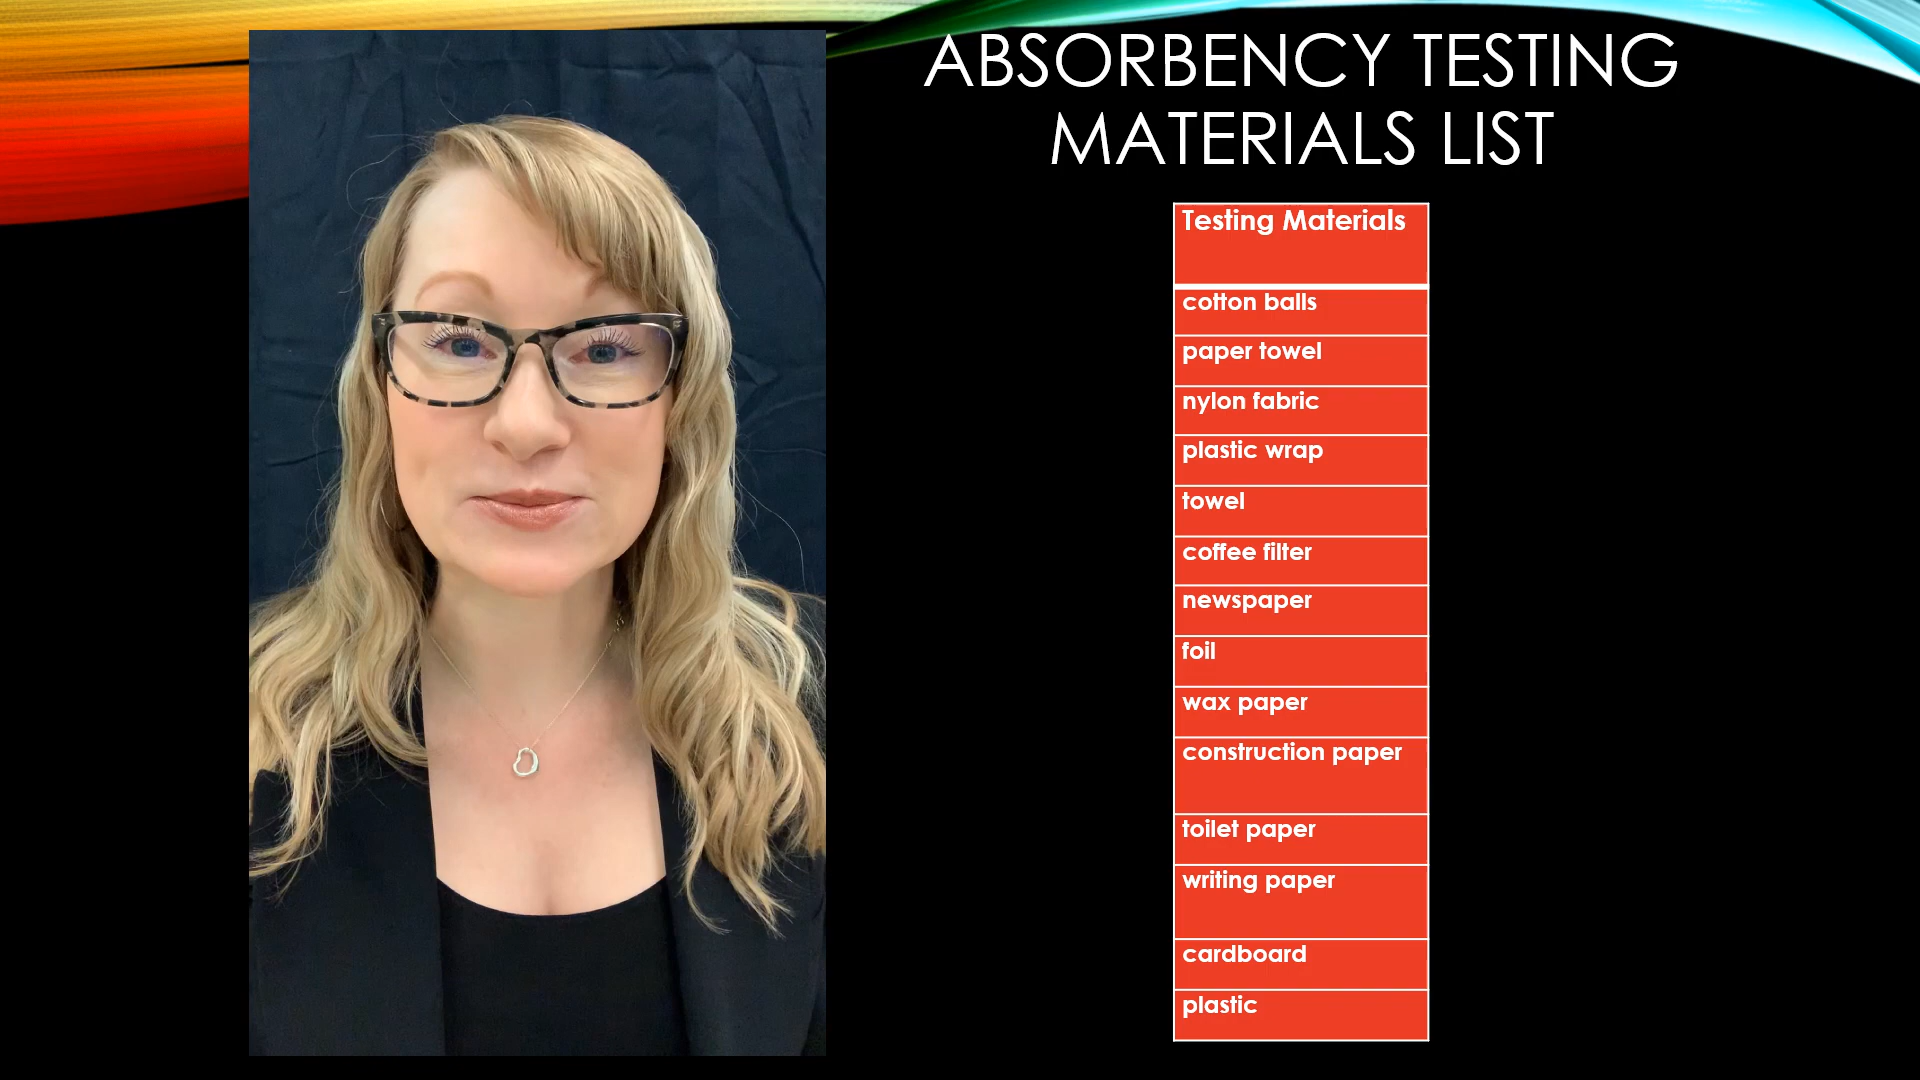 ABSORBENCY TESTING
MATERIALS LIST
Testing Materials
cotton balls
paper towel
nylon fabric
plastic wrap
towel
coffee filter
newspaper
foil
wax paper
construction paper
toilet paper
writing paper
cardboard
plastic